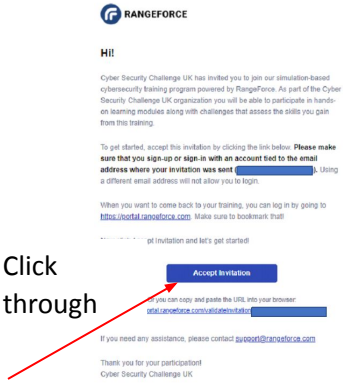 RANGEFORCE
Hi!
Cyber Security Challenge UK has invited you to join our simulation-based
cybersecurity training program powered by RangeForce. As part of the Cyber
Security Challenge UK organization you will be able to participate in hands-
on learning modules along with challenges that assess the skills you gain
from this training.
To get started, accept this invitation by clicking the link below. Please make
sure that you sign-up or sign-in with an account tied to the email
address where your invitation was sent ( ). Using
a different email address will not allow you to login.
When you want to come back to your training, you can log in by going to
https://portal.rangeforce.com. Make sure to bookmark that!
pt invitation and let's get started!
Click
through
Accept Invitation
Or you can copy and paste the URL into your browser:
ortal.rangeforce.com/validateinvitation
If you need any assistance, please contact support@rangeforce.com
Thank you for your participation!
Cyber Security Challenge UK